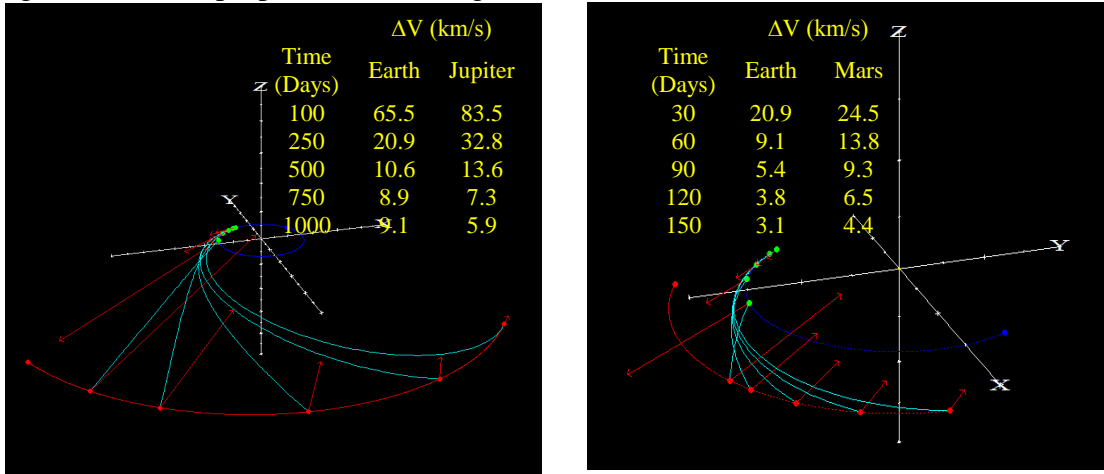 ΔV (km/s)
Time
(Days)
Earth
Jupiter
100 65.5 83.5
250 20.9 32.8
500 10.6 13.6
750 8.9 7.3
1000 9.1 5.9
Z
Y
ΔV (km/s)
Time
(Days)
Earth
Mars
30 20.9 24.5
60 9.1 13.8
90 5.4 9.3
120 3.8 6.5
150 3.1 4.4
Z
Y
X